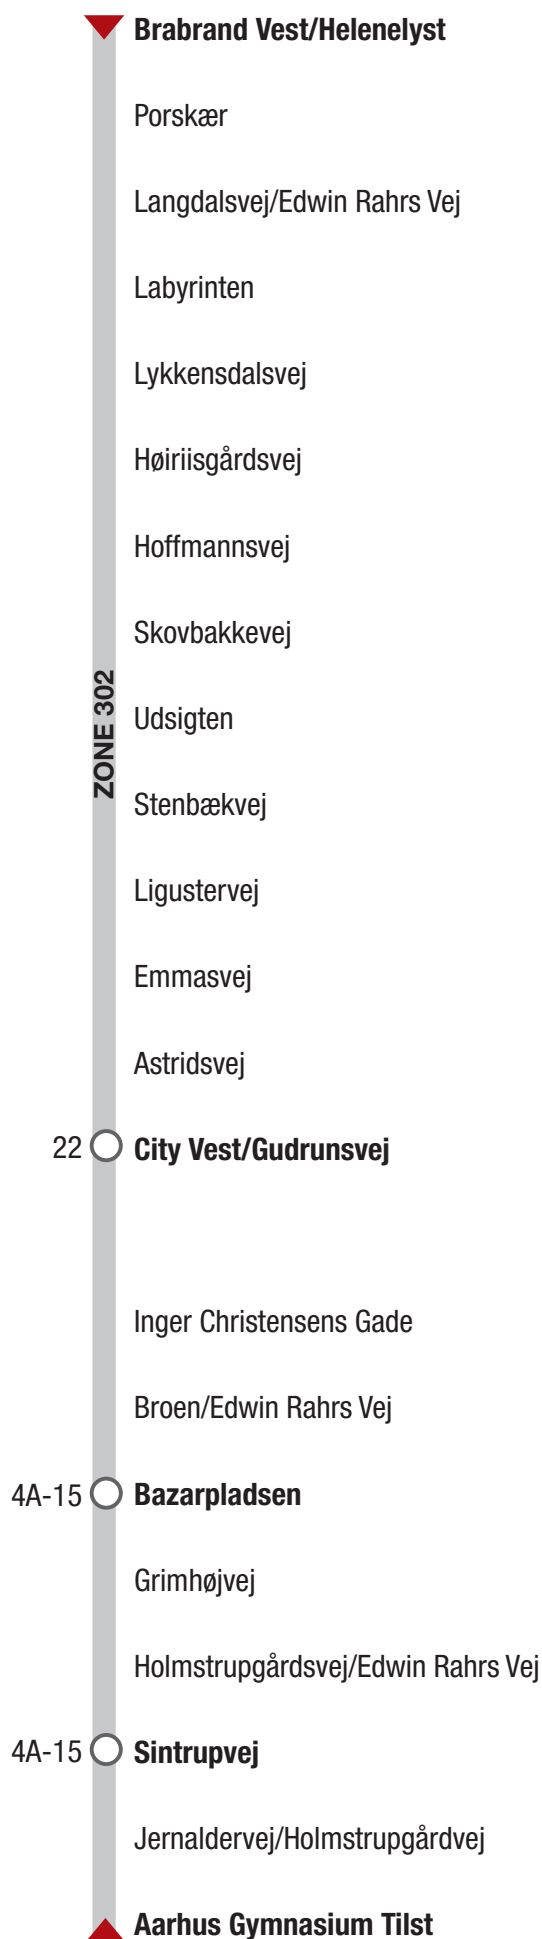 Brabrand Vest/Helenelyst
Porskær
Langdalsvej/Edwin Rahrs Vej
Labyrinten
Lykkensdalsvej
Høiriisgårdsvej
Hoffmannsvej
Skovbakkevej
ZONE 302
Udsigten
Stenbækvej
Ligustervej
Emmasvej
Astridsvej
22 City Vest/Gudrunsvej
Inger Christensens Gade
Broen/Edwin Rahrs Vej
4A-15 Bazarpladsen
Grimhøjvej
Holmstrupgårdsvej/Edwin Rahrs Vej
4A-15 Sintrupvej
Jernaldervej/Holmstrupgårdvej
Aarhus Gymnasium Tilst